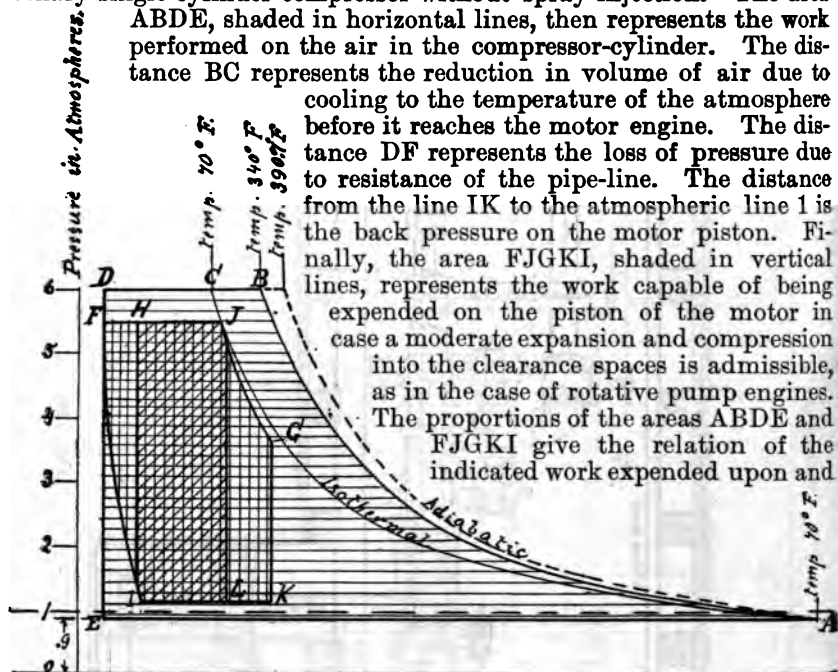 ABDE, shaded in horizontal lines, then represents the work
performed on the air in the compressor-cylinder. The dis-
tance BC represents the reduction in volume of air due to
cooling to the temperature of the atmosphere
before it reaches the motor engine. The dis-
tance DF represents the loss of pressure due
to resistance of the pipe-line. The distance
from the line IK to the atmospheric line 1 is
the back pressure on the motor piston. Fi-
nally, the area FJGKI, shaded in vertical
lines, represents the work capable of being
expended on the piston of the motor in
case a moderate expansion and compression
into the clearance spaces is admissible,
as in the case of rotative pump engines.
The proportions of the areas ABDE and
FJGKI give the relation of the
indicated work expended upon and
Pressure in Atmospheres.
temp. 70° F.
temp. 340° F
temp. 390.7° F
D C B
6
F H J
5
4
G
3
Isothermal
Adiabatic
2
temp 70° F.
I L K
1
E A
.9
0